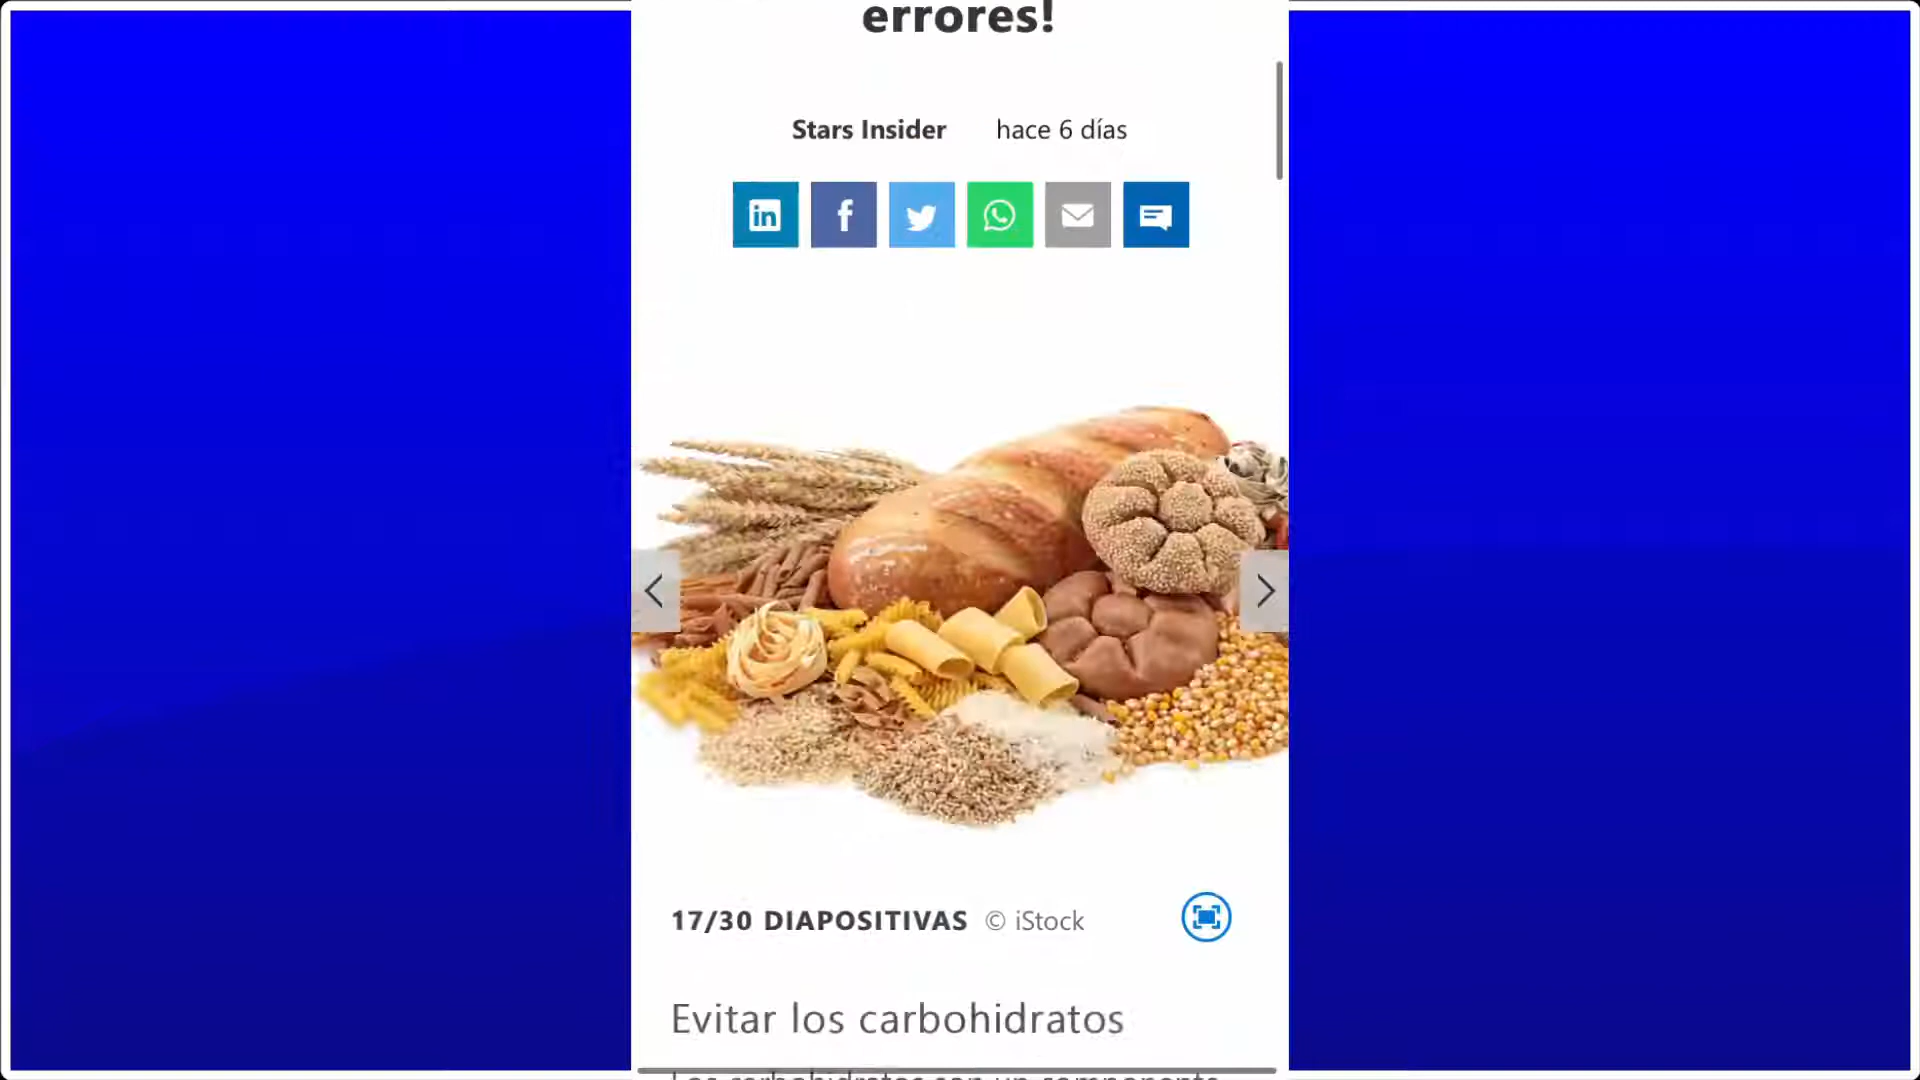 errores!
Stars Insider hace 6 días
17/30 DIAPOSITIVAS © iStock
Evitar los carbohidratos